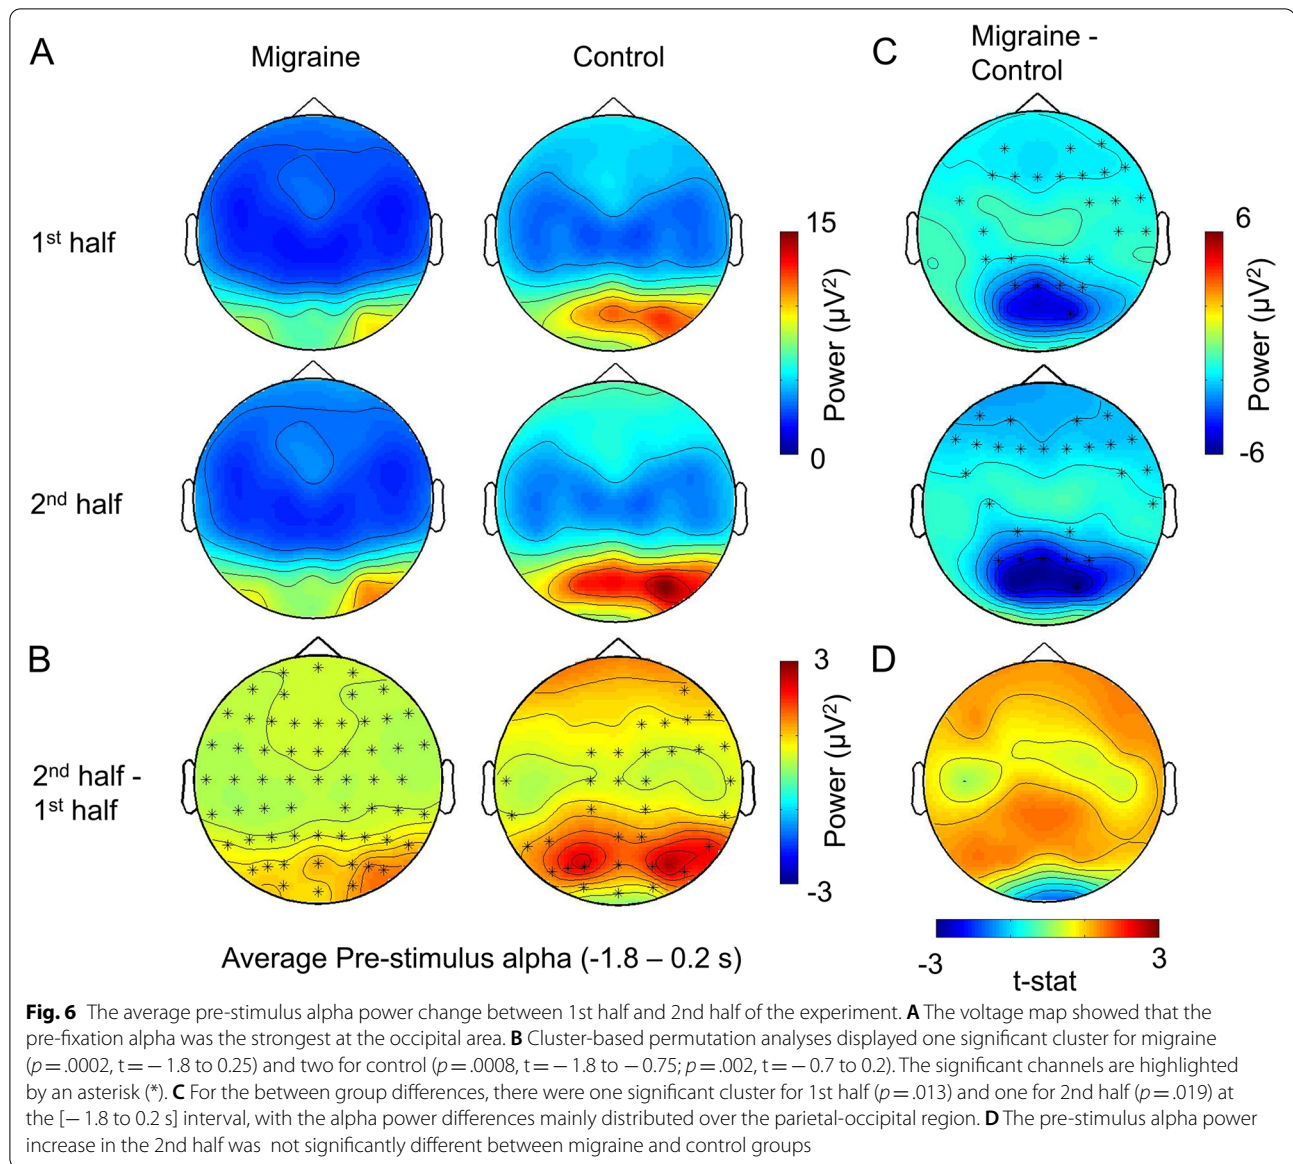 A
Migraine
Control
C
Migraine -
Control
1st half
15
Power (µV²)
0
6
Power (µV²)
-6
2nd half
B
3
Power (µV²)
-3
D
2nd half -
1st half
Average Pre-stimulus alpha (-1.8 – 0.2 s)
-3
t-stat
3
Fig. 6 The average pre-stimulus alpha power change between 1st half and 2nd half of the experiment. A The voltage map showed that the
pre-fixation alpha was the strongest at the occipital area. B Cluster-based permutation analyses displayed one significant cluster for migraine
(p = .0002, t = − 1.8 to 0.25) and two for control (p = .0008, t = − 1.8 to − 0.75; p = .002, t = − 0.7 to 0.2). The significant channels are highlighted
by an asterisk (*). C For the between group differences, there were one significant cluster for 1st half (p = .013) and one for 2nd half (p = .019) at
the [− 1.8 to 0.2 s] interval, with the alpha power differences mainly distributed over the parietal-occipital region. D The pre-stimulus alpha power
increase in the 2nd half was not significantly different between migraine and control groups